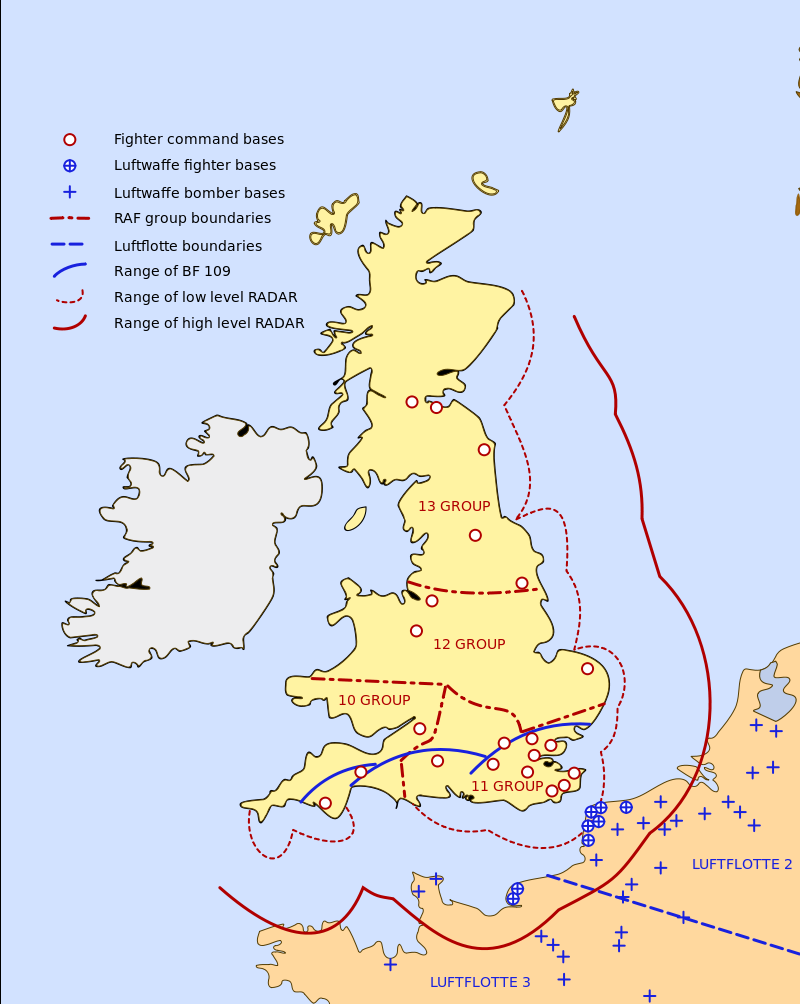 Fighter command bases
Luftwaffe fighter bases
Luftwaffe bomber bases
RAF group boundaries
Luftflotte boundaries
Range of BF 109
Range of low level RADAR
Range of high level RADAR
13 GROUP
12 GROUP
10 GROUP
11 GROUP
LUFTFLOTTE 2
LUFTFLOTTE 3